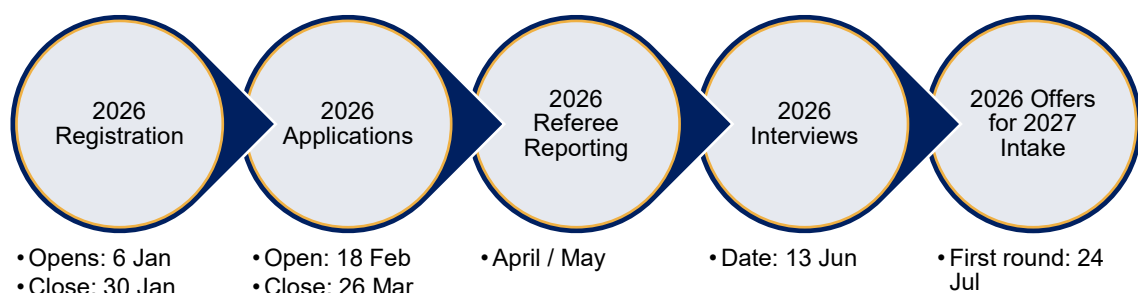 2026
Registration
2026
Applications
2026
Referee
Reporting
2026
Interviews
2026 Offers
for 2027
Intake
• Opens: 6 Jan
• Close: 30 Jan
• Open: 18 Feb
• Close: 26 Mar
• April / May
• Date: 13 Jun
• First round: 24
Jul